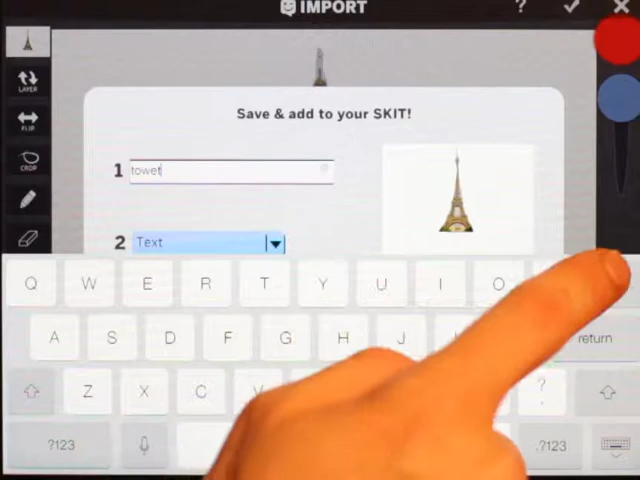 IMPORT
?
LAYER
FLIP
CROP
Save & add to your SKIT!
1 towet
2 Text
Q W E R T Y U I O
A S D F G H J
return
Z X C V
?
?123
.?123